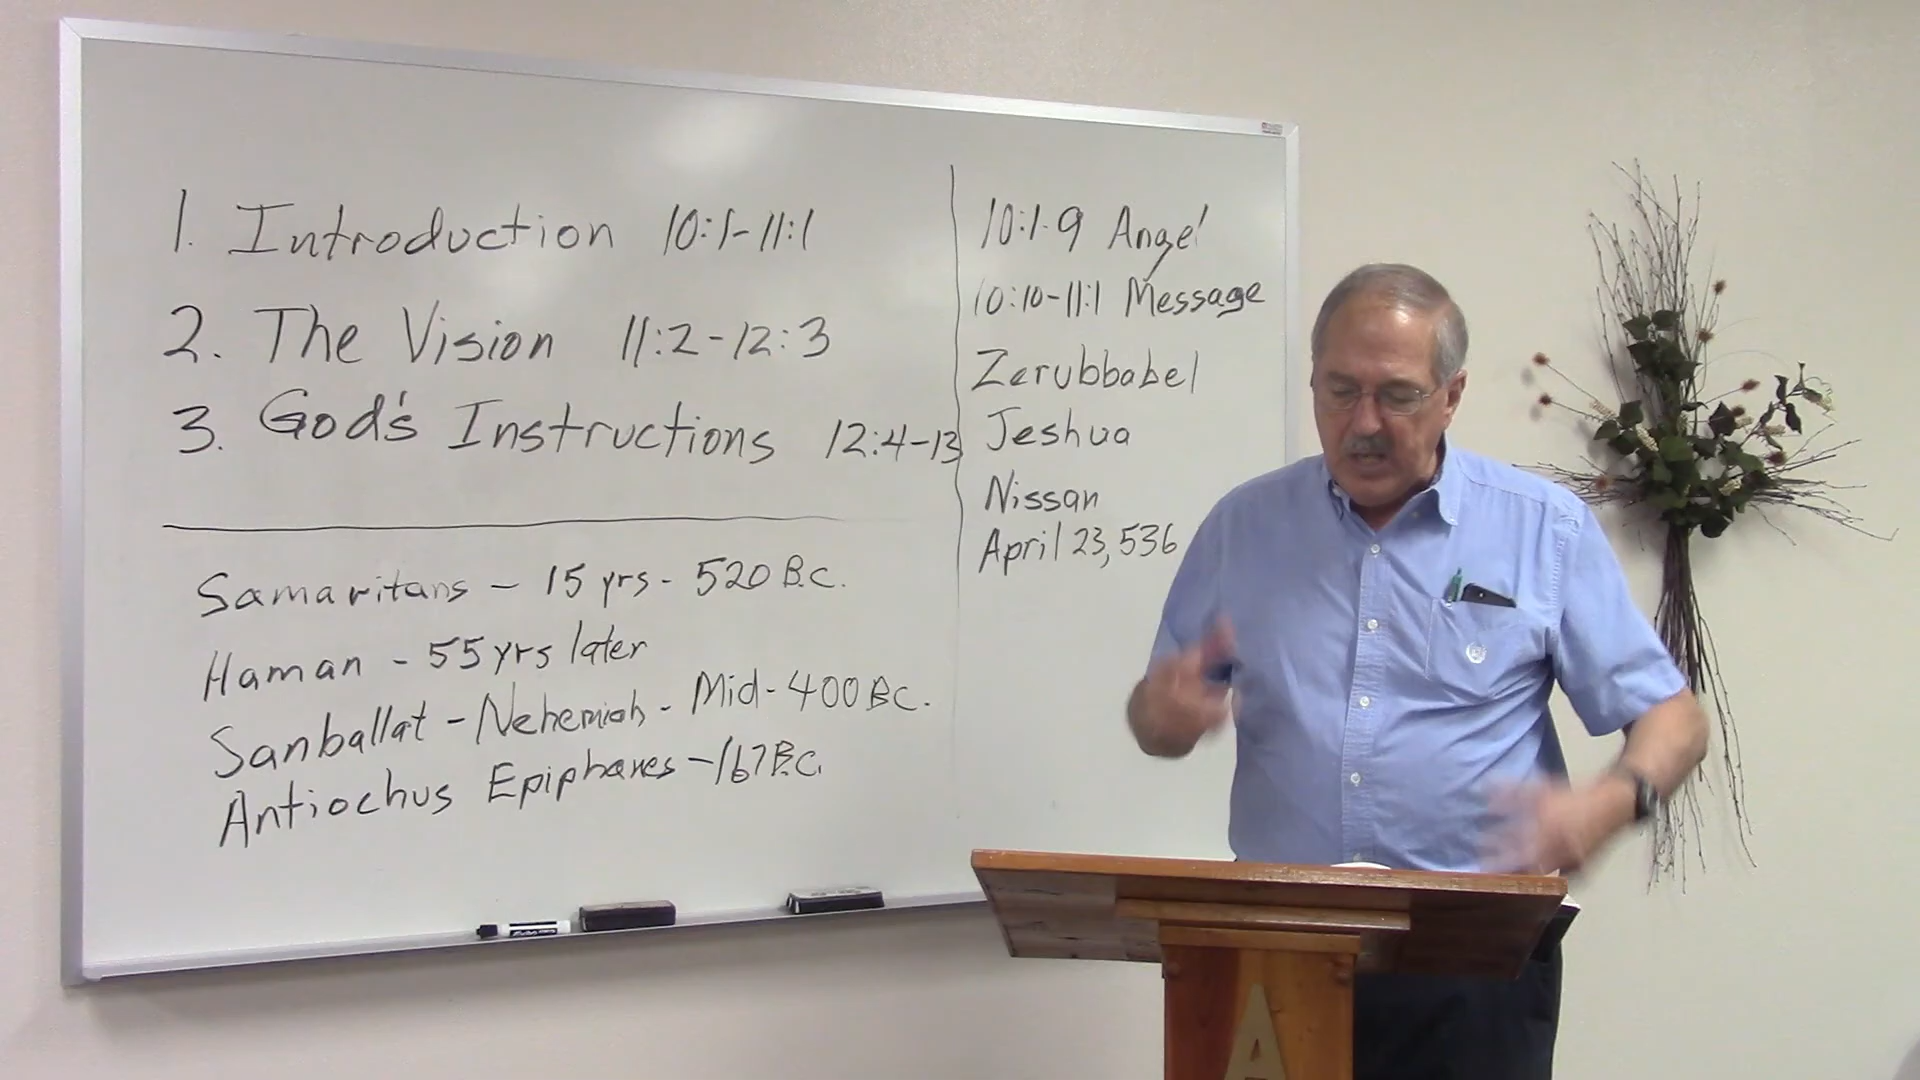 1. Introduction 10:1-11:1
2. The Vision 11:2-12:3
3. God's Instructions 12:4-13
Samaritans - 15 yrs - 520 B.C.
Haman - 55 yrs later
Sanballat - Nehemiah - Mid-400 BC.
Antiochus Epiphanes - 167 B.C.
10:1-9 Angel
10:10-11:1 Message
Zerubbabel
Jeshua
Nissan
April 23, 536